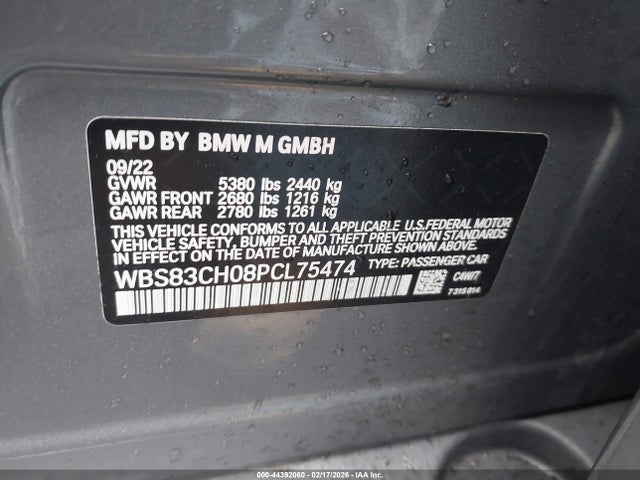 MFD BY BMW M GMBH
09/22
GVWR 5380 lbs 2440 kg
GAWR FRONT 2680 lbs 1216 kg
GAWR REAR 2780 lbs 1261 kg
THIS VEHICLE CONFORMS TO ALL APPLICABLE U.S. FEDERAL MOTOR
VEHICLE SAFETY, BUMPER AND THEFT PREVENTION STANDARDS
IN EFFECT ON THE DATE OF MANUFACTURE SHOWN ABOVE.
WBS83CH08PCL75474 TYPE: PASSENGER CAR
C4W7
7315814
000-44392060 - 02/17/2026 - IAA Inc.